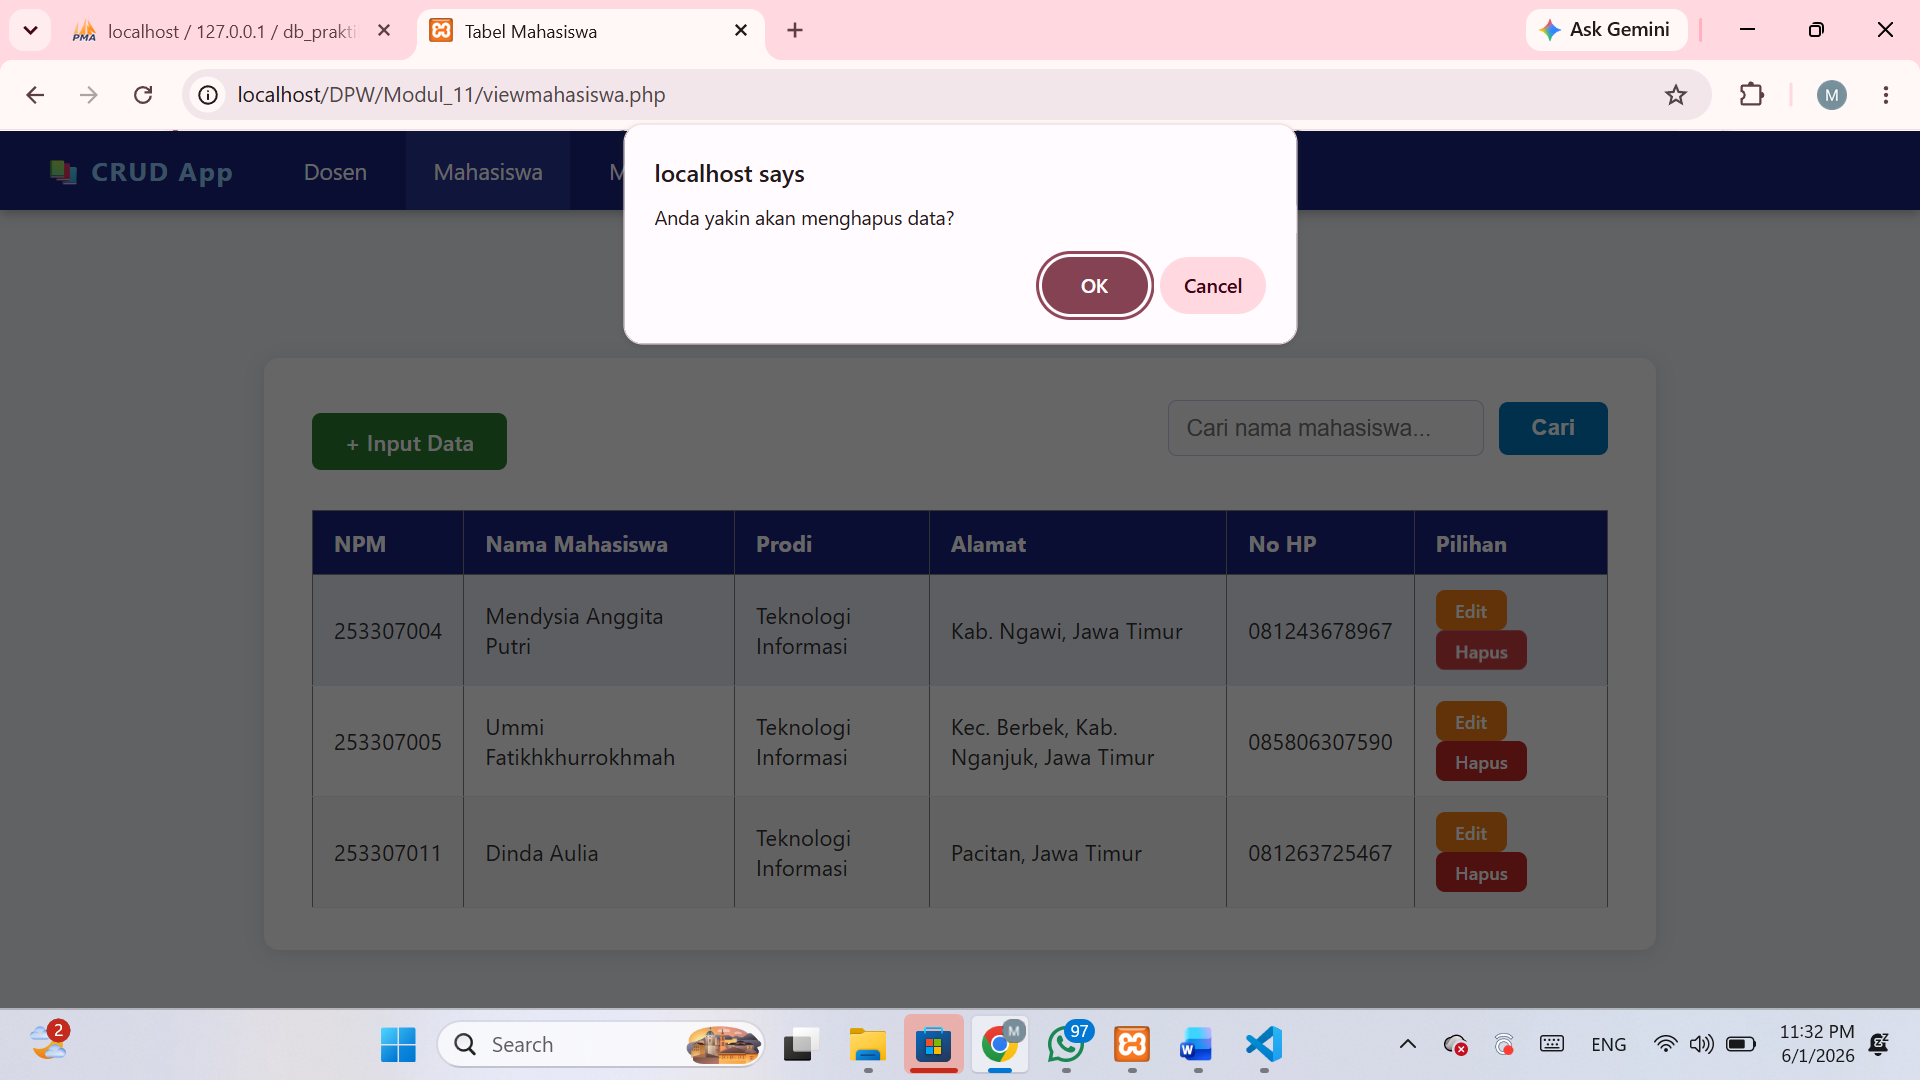 localhost / 127.0.0.1 / db_prakti
Tabel Mahasiswa
Ask Gemini
localhost/DPW/Modul_11/viewmahasiswa.php
M
CRUD App
Dosen
Mahasiswa
M
localhost says
Anda yakin akan menghapus data?
OK
Cancel
+ Input Data
Cari nama mahasiswa...
Cari
NPM
Nama Mahasiswa
Prodi
Alamat
No HP
Pilihan
253307004
Mendysia Anggita
Putri
Teknologi
Informasi
Kab. Ngawi, Jawa Timur
081243678967
Edit
Hapus
253307005
Ummi
Fatikhkhurrokhmah
Teknologi
Informasi
Kec. Berbek, Kab.
Nganjuk, Jawa Timur
085806307590
Edit
Hapus
253307011
Dinda Aulia
Teknologi
Informasi
Pacitan, Jawa Timur
081263725467
Edit
Hapus
2
Search
M
97
ENG
11:32 PM
6/1/2026